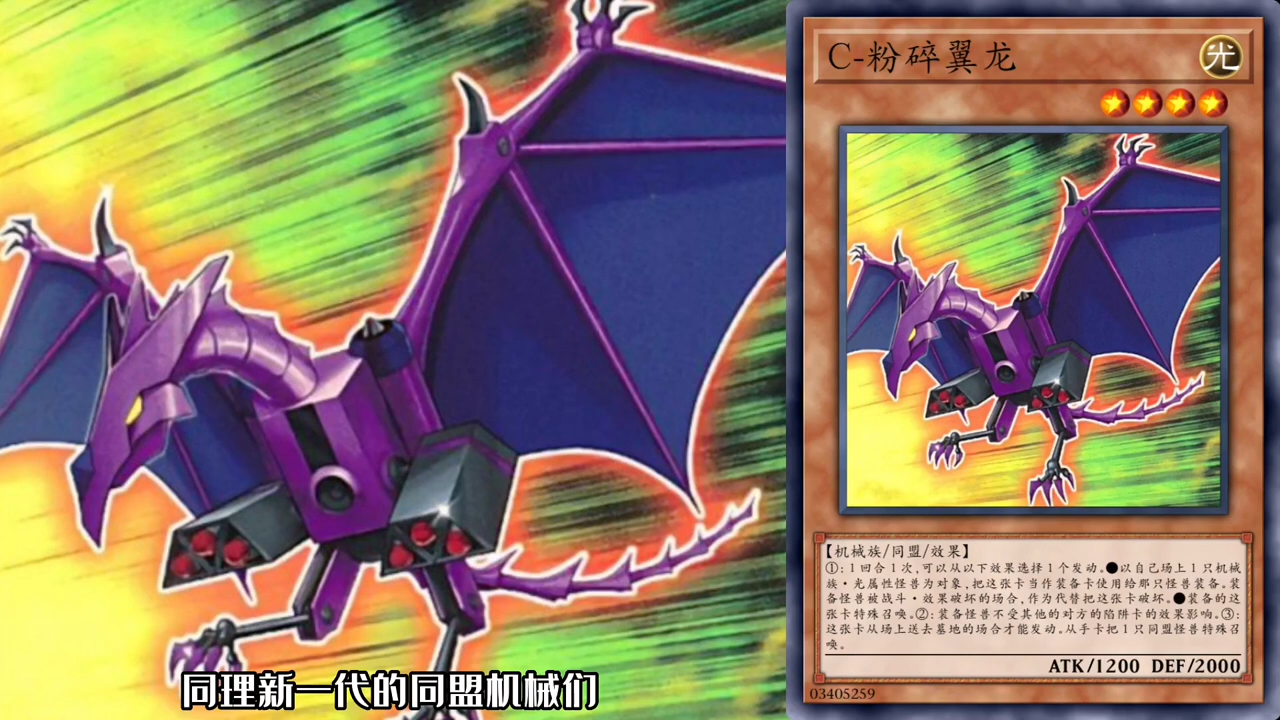 C-粉碎翼龙
光
【机械族/同盟/效果】
①:1回合1次,可以从以下效果选择1个发动。●以自己场上1只机械
族·光属性怪兽为对象,把这张卡当作装备卡使用给那只怪兽装备。装
备怪兽被战斗·效果破坏的场合,作为代替把这张卡破坏。●装备的这
张卡特殊召唤。②:装备怪兽不受其他的对方的陷阱卡的效果影响。③:
这张卡从场上送去墓地的场合才能发动。从手卡把1只同盟怪兽特殊召
唤。
ATK/1200 DEF/2000
03405259
同理新一代的同盟机械们